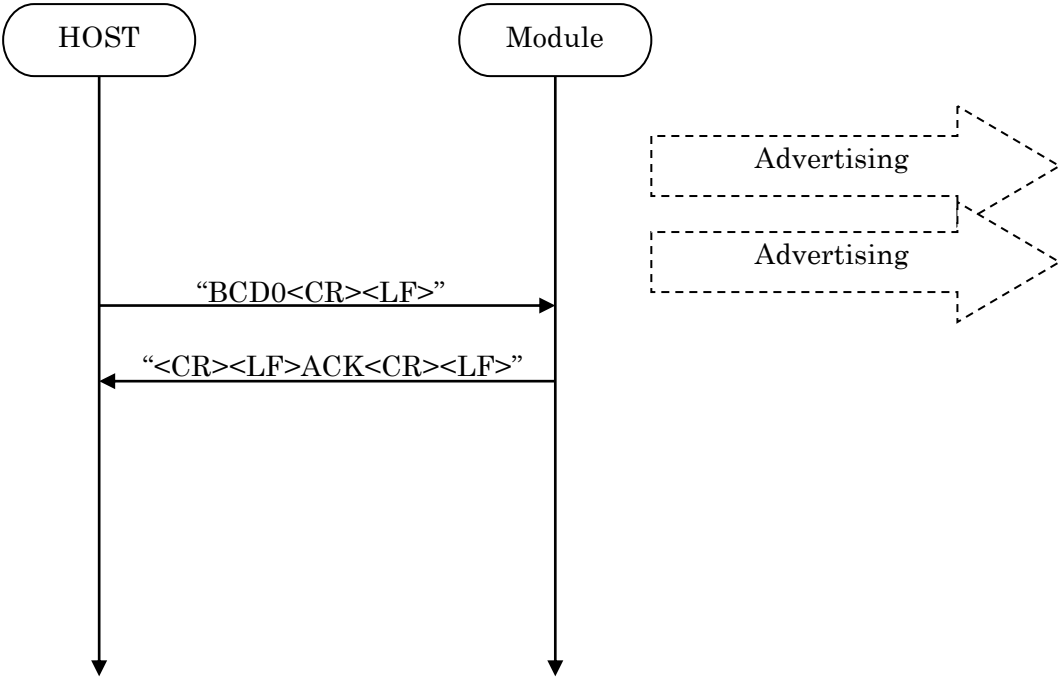 HOST
Module
Advertising
Advertising
“BCD0<CR><LF>”
“<CR><LF>ACK<CR><LF>”